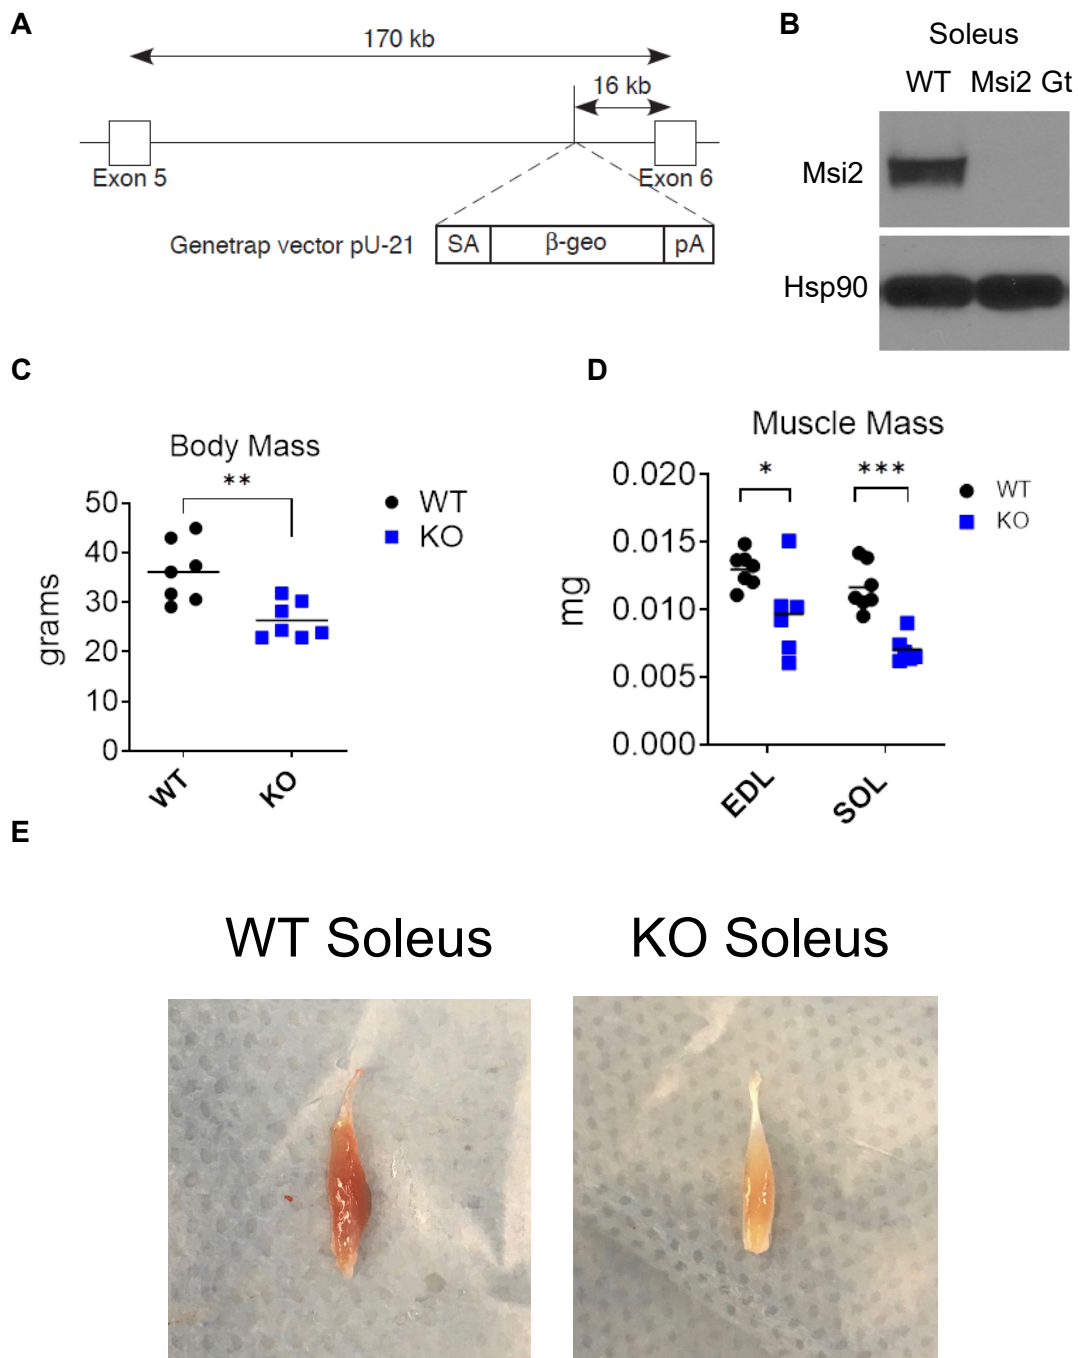 A
170 kb
16 kb
Exon 5
Exon 6
Genetrap vector pU-21
SA
β-geo
pA
B
Soleus
WT Msi2 Gt
Msi2
Hsp90
C
Body Mass
**
50
40
30
20
10
0
grams
WT
KO
WT
KO
D
Muscle Mass
*
***
0.020
0.015
0.010
0.005
0.000
mg
WT
KO
EDL
SOL
E
WT Soleus
KO Soleus